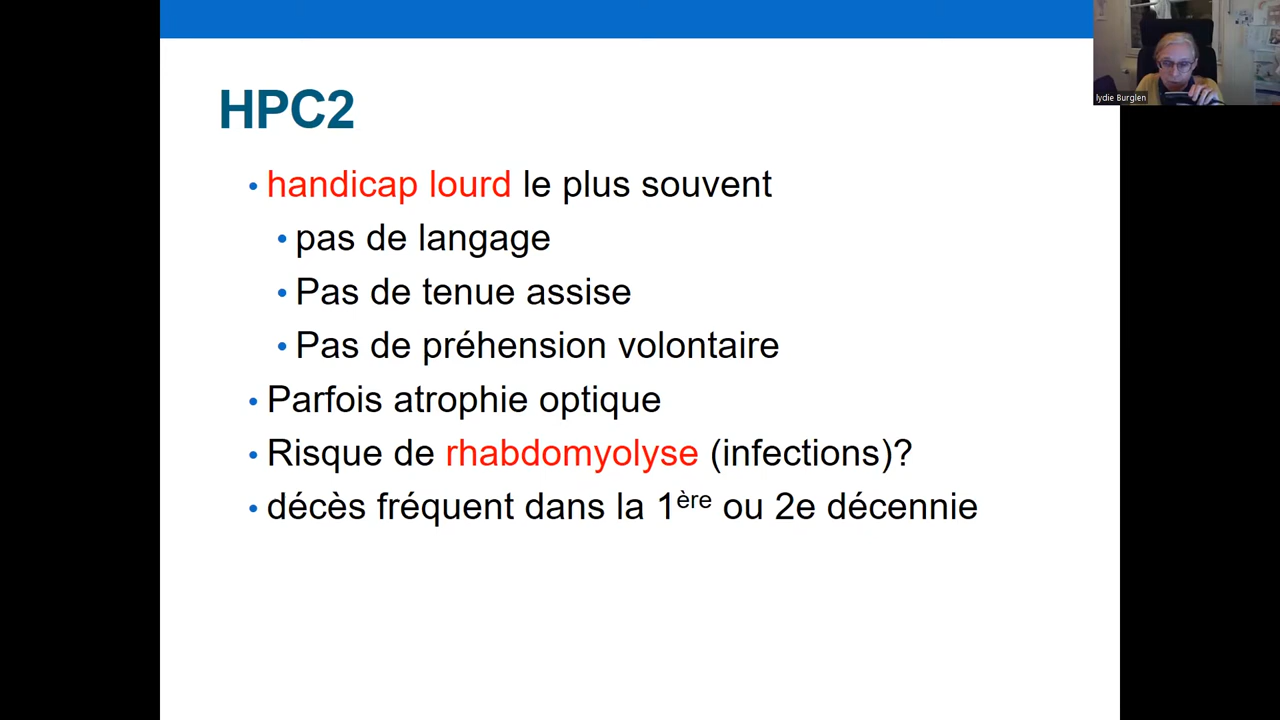 HPC2
lydie Burglen
• handicap lourd le plus souvent
• pas de langage
• Pas de tenue assise
• Pas de préhension volontaire
• Parfois atrophie optique
• Risque de rhabdomyolyse (infections)?
• décès fréquent dans la 1ère ou 2e décennie